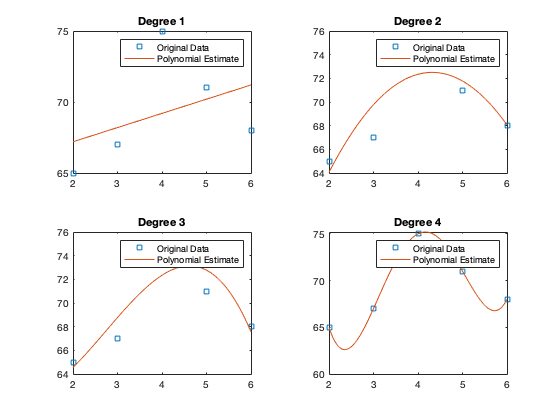 Degree 1
75
70
65
2 3 4 5 6
Original Data
Polynomial Estimate
Degree 2
76
74
72
70
68
66
64
2 3 4 5 6
Original Data
Polynomial Estimate
Degree 3
76
74
72
70
68
66
64
2 3 4 5 6
Original Data
Polynomial Estimate
Degree 4
75
70
65
60
2 3 4 5 6
Original Data
Polynomial Estimate